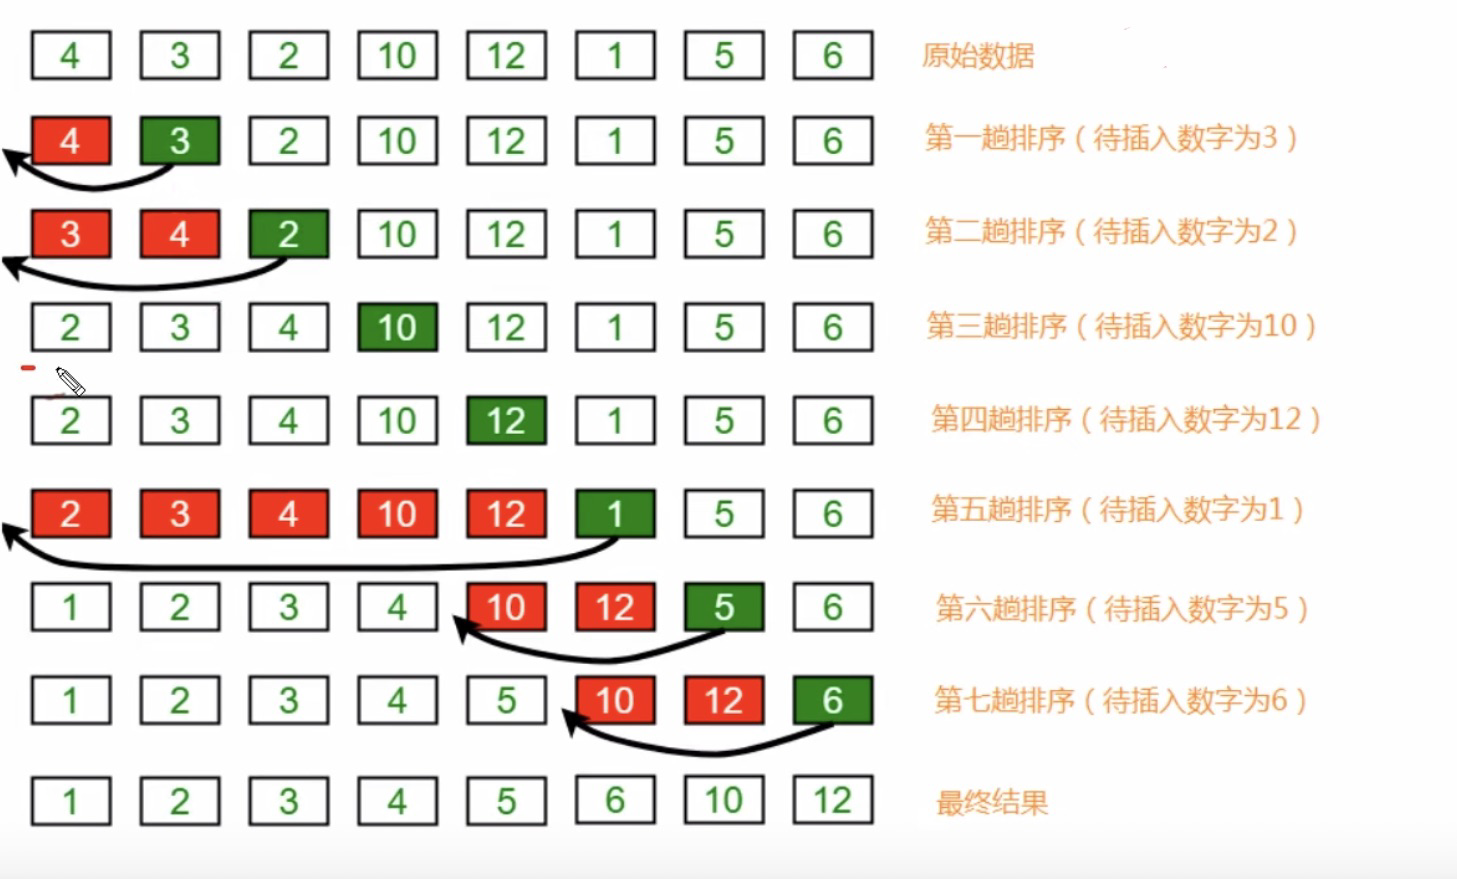 4 3 2 10 12 1 5 6 原始数据
4 3 2 10 12 1 5 6 第一趟排序（待插入数字为3）
3 4 2 10 12 1 5 6 第二趟排序（待插入数字为2）
2 3 4 10 12 1 5 6 第三趟排序（待插入数字为10）
2 3 4 10 12 1 5 6 第四趟排序（待插入数字为12）
2 3 4 10 12 1 5 6 第五趟排序（待插入数字为1）
1 2 3 4 10 12 5 6 第六趟排序（待插入数字为5）
1 2 3 4 5 10 12 6 第七趟排序（待插入数字为6）
1 2 3 4 5 6 10 12 最终结果